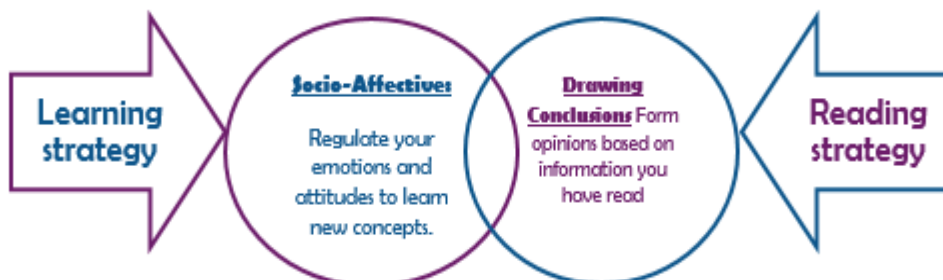 Learning
strategy
Socio-Affective:
Regulate your
emotions and
attitudes to learn
new concepts.
Drawing
Conclusions Form
opinions based on
information you
have read
Reading
strategy